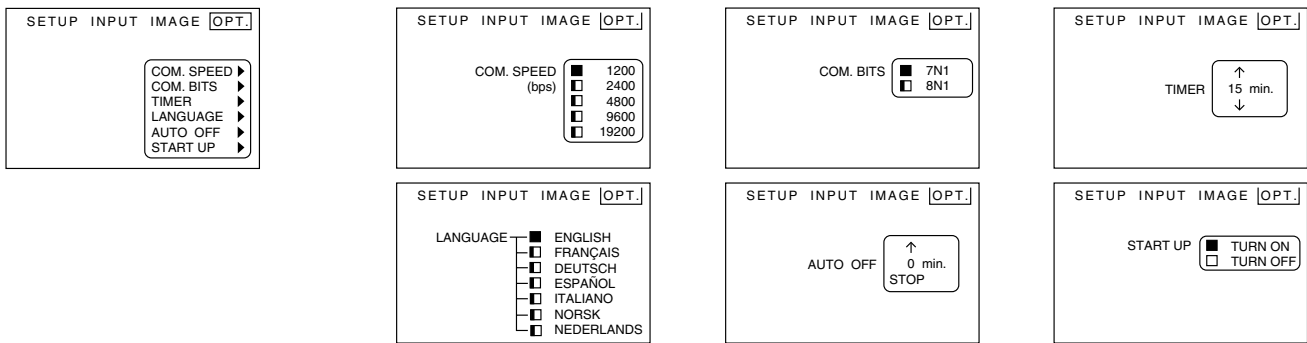 SETUP INPUT IMAGE OPT.
COM. SPEED
COM. BITS
TIMER
LANGUAGE
AUTO OFF
START UP
SETUP INPUT IMAGE OPT.
COM. SPEED 1200
(bps) 2400
4800
9600
19200
SETUP INPUT IMAGE OPT.
COM. BITS 7N1
8N1
SETUP INPUT IMAGE OPT.
↑
TIMER 15 min.
↓
SETUP INPUT IMAGE OPT.
LANGUAGE ENGLISH
FRANÇAIS
DEUTSCH
ESPAÑOL
ITALIANO
NORSK
NEDERLANDS
SETUP INPUT IMAGE OPT.
↑
AUTO OFF 0 min.
STOP
SETUP INPUT IMAGE OPT.
START UP TURN ON
TURN OFF